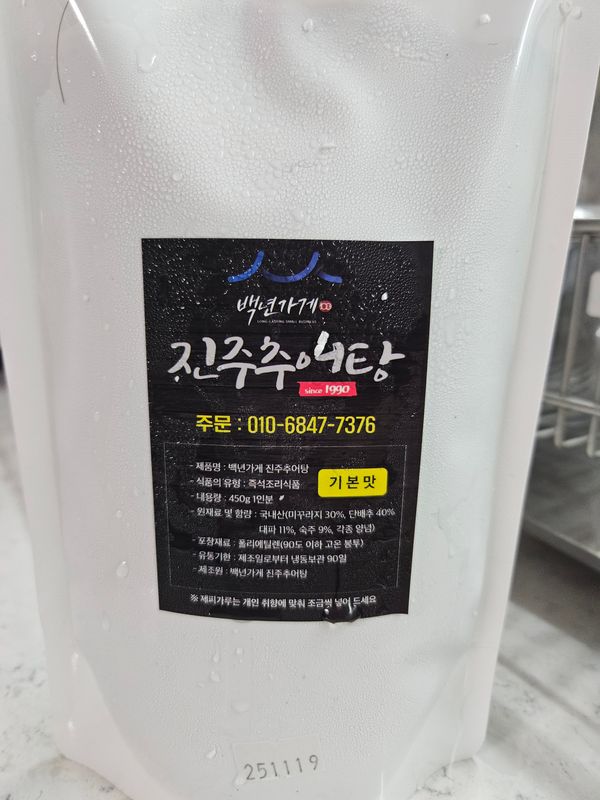 백년가게
LONG-LASTING SMALL BUSINESS
진주추어탕
since 1990
주문 : 010-6847-7376
- 제품명 : 백년가게 진주추어탕
- 식품의 유형 : 즉석조리식품
기본맛
- 내용량 : 450g 1인분
- 원재료 및 함량 : 국내산(미꾸라지 30%, 단배추 40%
대파 11%, 숙주 9%, 각종 양념)
- 포장재료 : 폴리에틸렌(90도 이하 고온 봉투)
- 유통기한 : 제조일로부터 냉동보관 90일
- 제조원 : 백년가게 진주추어탕
※ 제피가루는 개인 취향에 맞춰 조금씩 넣어 드세요
251119